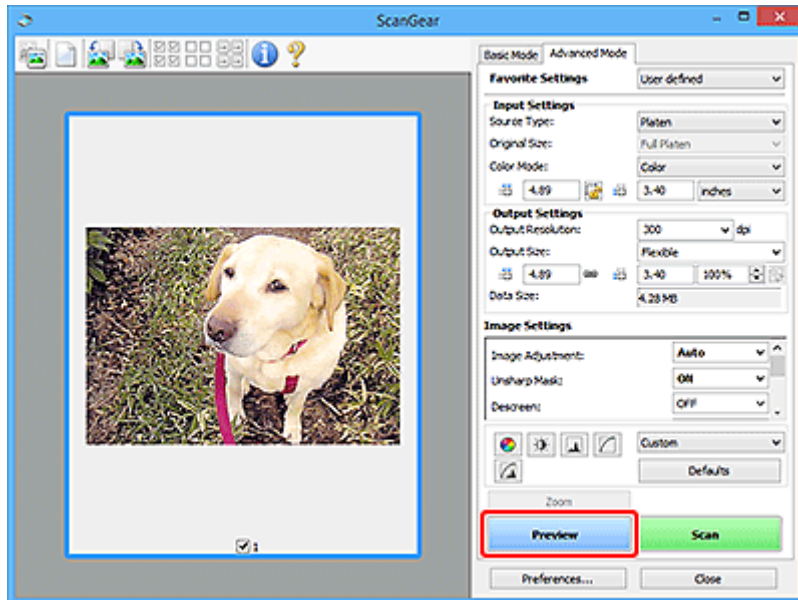 ScanGear
Basic Mode Advanced Mode
Favorite Settings User defined
Input Settings
Source Type: Platen
Original Size: Full Platen
Color Mode: Color
4.89 3.40 inches
Output Settings
Output Resolution: 300 dpi
Output Size: Flexible
4.89 3.40 100%
Data Size: 4.28 MB
Image Settings
Image Adjustment: Auto
Unsharp Mask: ON
Descreen: OFF
Custom
Defaults
Zoom
Preview Scan
1
Preferences... Close